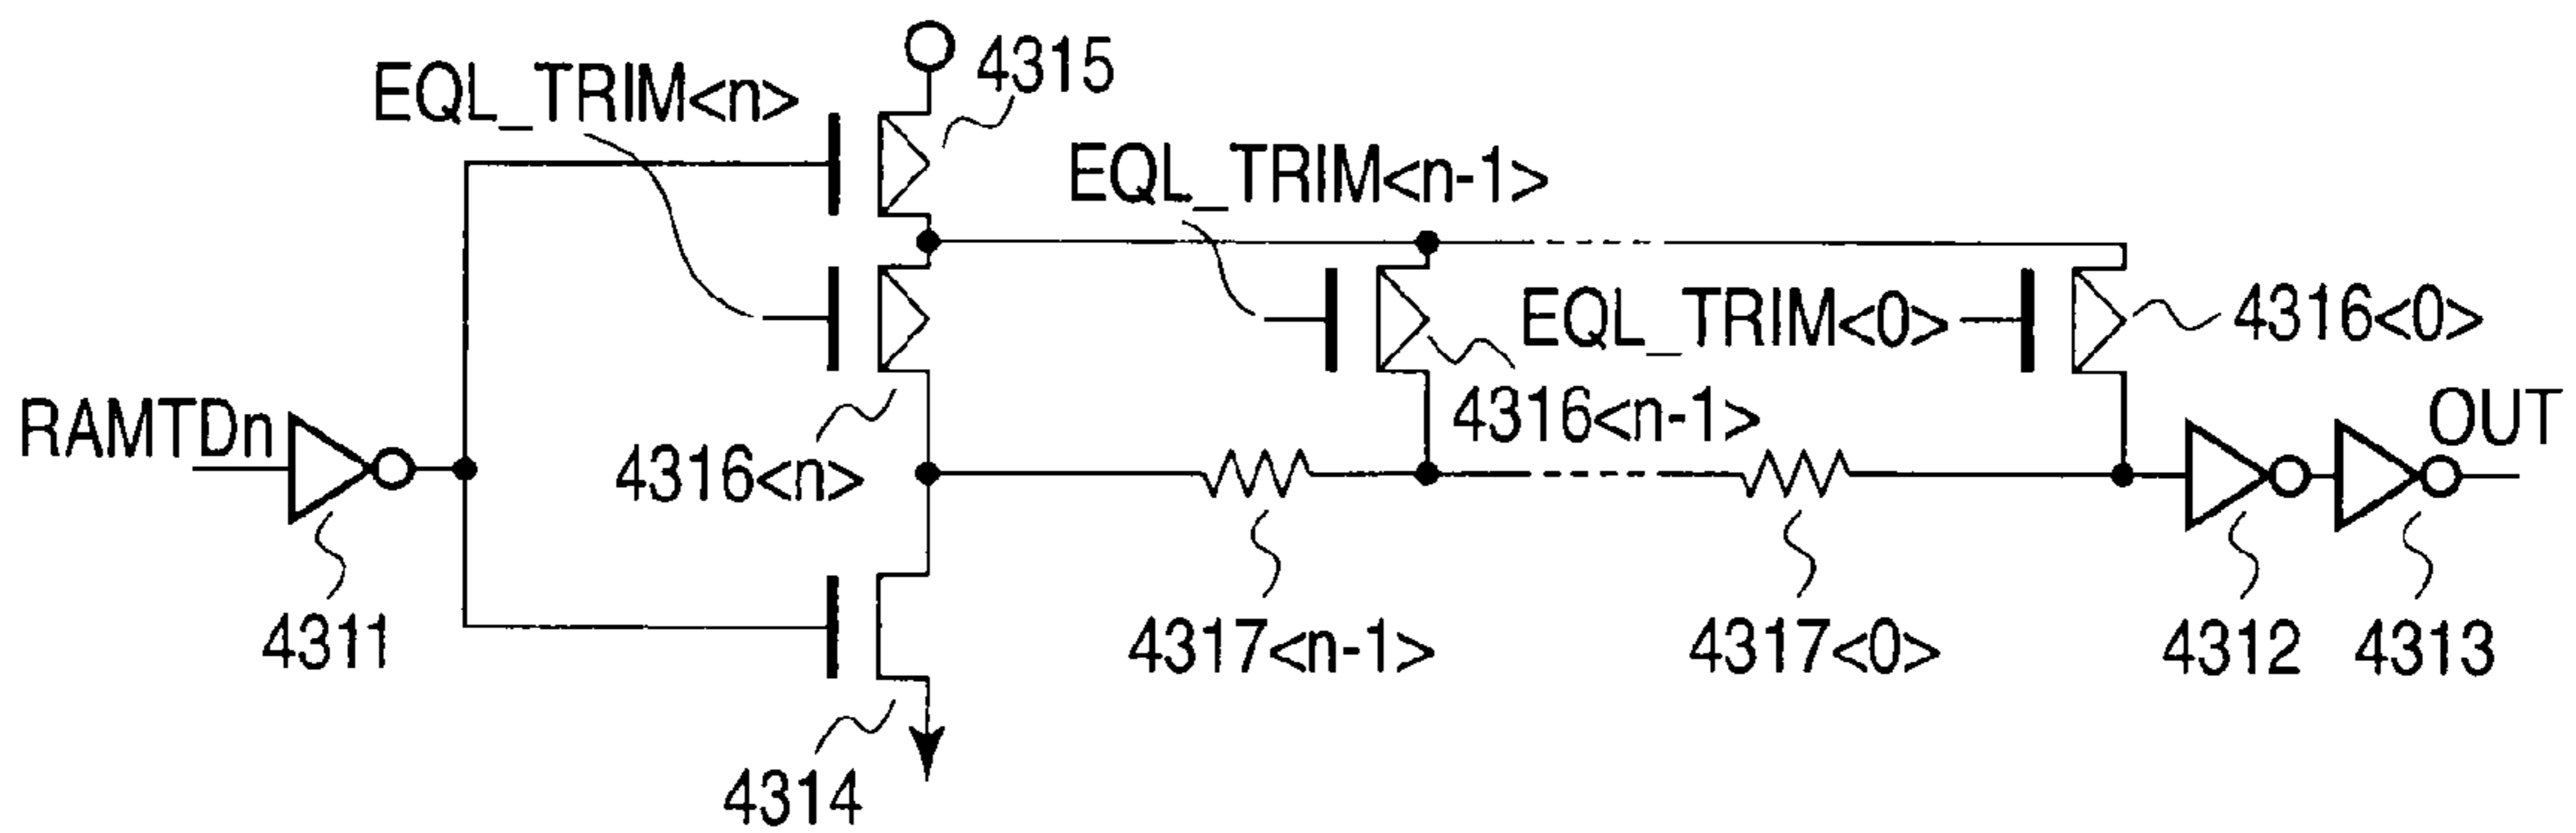 4315
EQL_TRIM<n>
EQL_TRIM<n-1>
EQL_TRIM<0>
4316<0>
RAMTDn
4316<n>
4316<n-1>
OUT
4311
4317<n-1>
4317<0>
4312
4313
4314